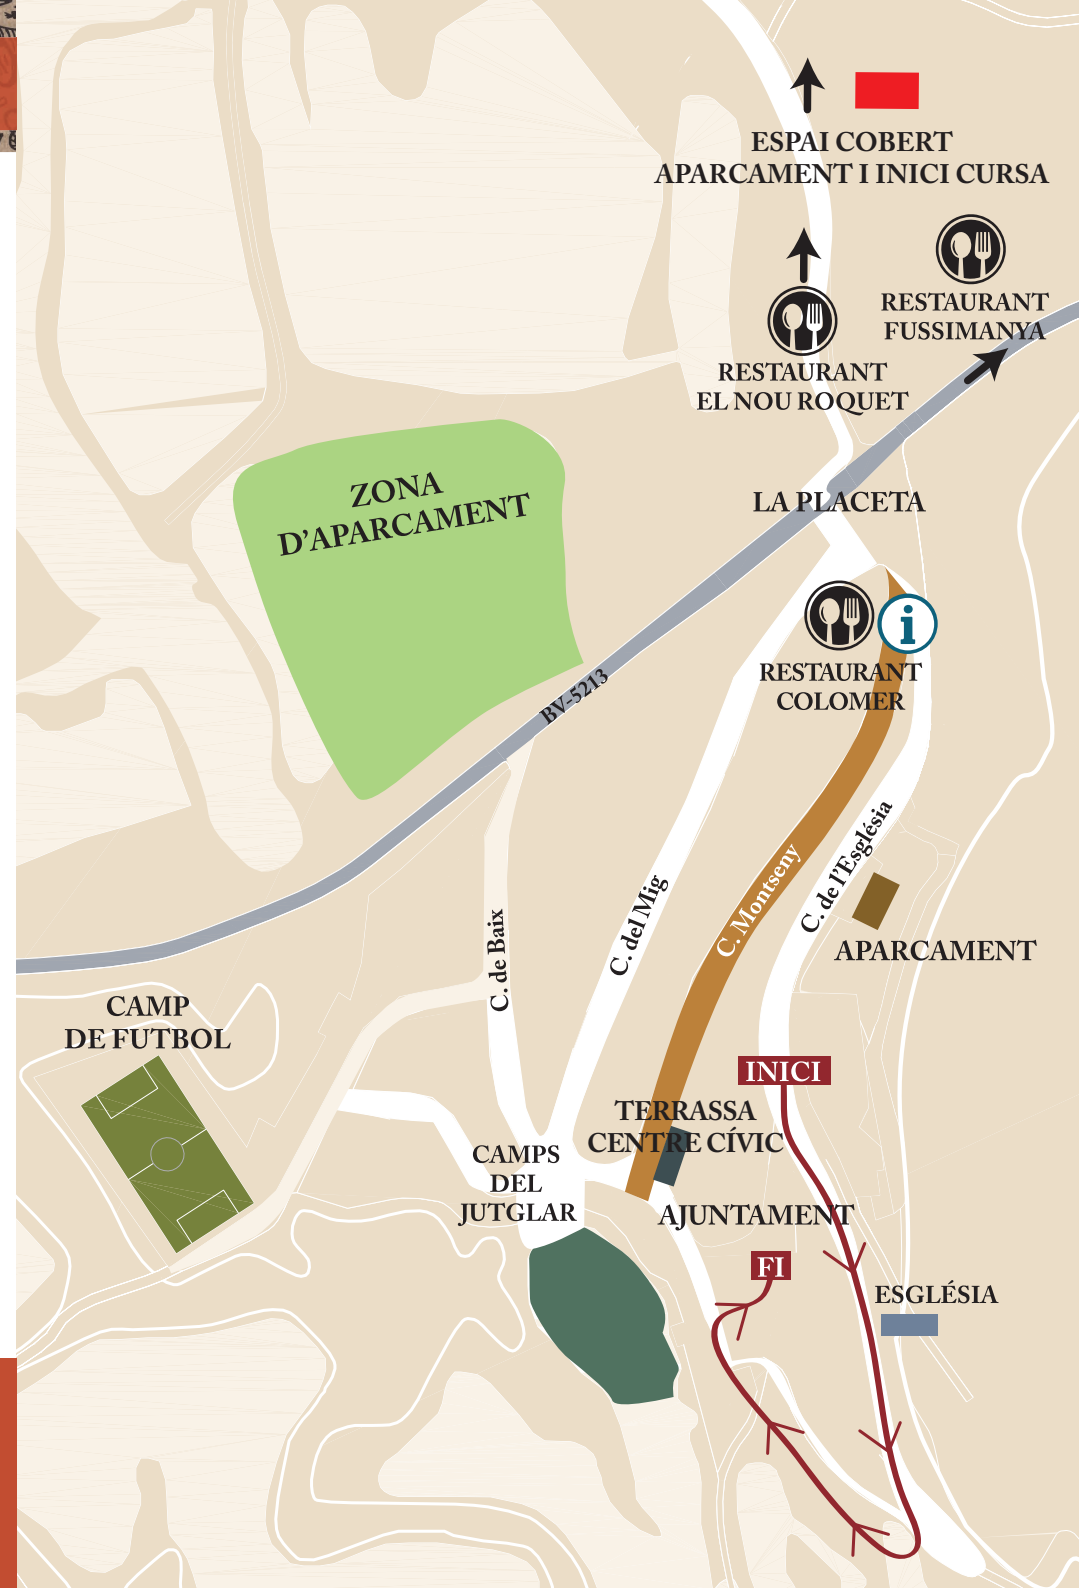 ESPAI COBERT
APARCAMENT I INICI CURSA
RESTAURANT
FUSSIMANYA
RESTAURANT
EL NOU ROQUET
ZONA
D’APARCAMENT
LA PLACETA
i
RESTAURANT
COLOMER
BV-5213
C. de l'Església
C. Montseny
C. del Mig
C. de Baix
APARCAMENT
CAMP
DE FUTBOL
INICI
TERRASSA
CENTRE CÍVIC
CAMPS
DEL
JUTGLAR
AJUNTAMENT
FI
ESGLÉSIA